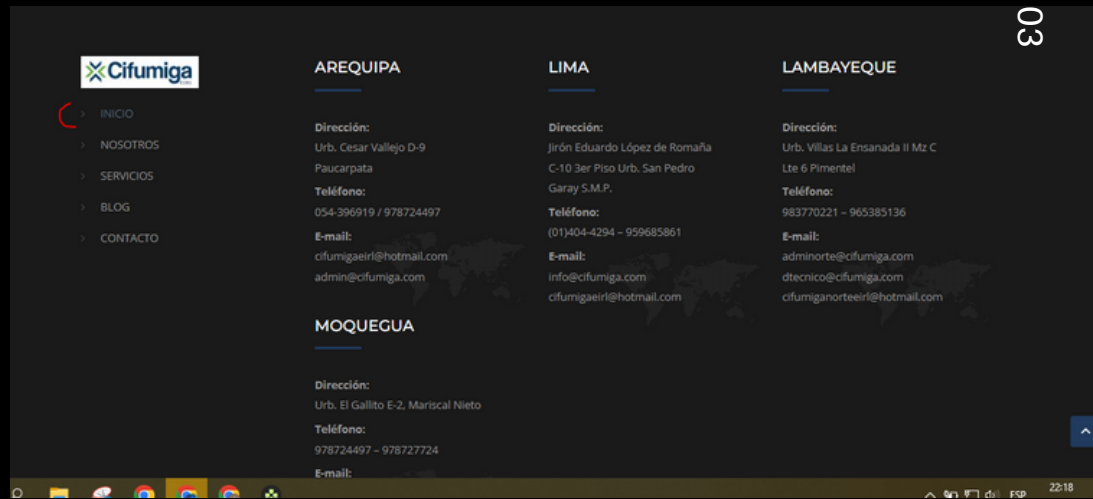 03
Cifumiga
INICIO
NOSOTROS
SERVICIOS
BLOG
CONTACTO
AREQUIPA
Dirección:
Urb. Cesar Vallejo D-9
Paucarpata
Teléfono:
054-396919 / 978724497
E-mail:
cifumigaeirl@hotmail.com
admin@cifumiga.com
LIMA
Dirección:
Jirón Eduardo López de Romaña
C-10 3er Piso Urb. San Pedro
Garay S.M.P.
Teléfono:
(01)404-4294 – 959685861
E-mail:
info@cifumiga.com
cifumigaeirl@hotmail.com
LAMBAYEQUE
Dirección:
Urb. Villas La Ensanada II Mz C
Lte 6 Pimentel
Teléfono:
983770221 – 965385136
E-mail:
adminorte@cifumiga.com
dtecnico@cifumiga.com
cifumiganorteeirl@hotmail.com
MOQUEGUA
Dirección:
Urb. El Gallito E-2, Mariscal Nieto
Teléfono:
978724497 – 978727724
E-mail:
ESP
22:18